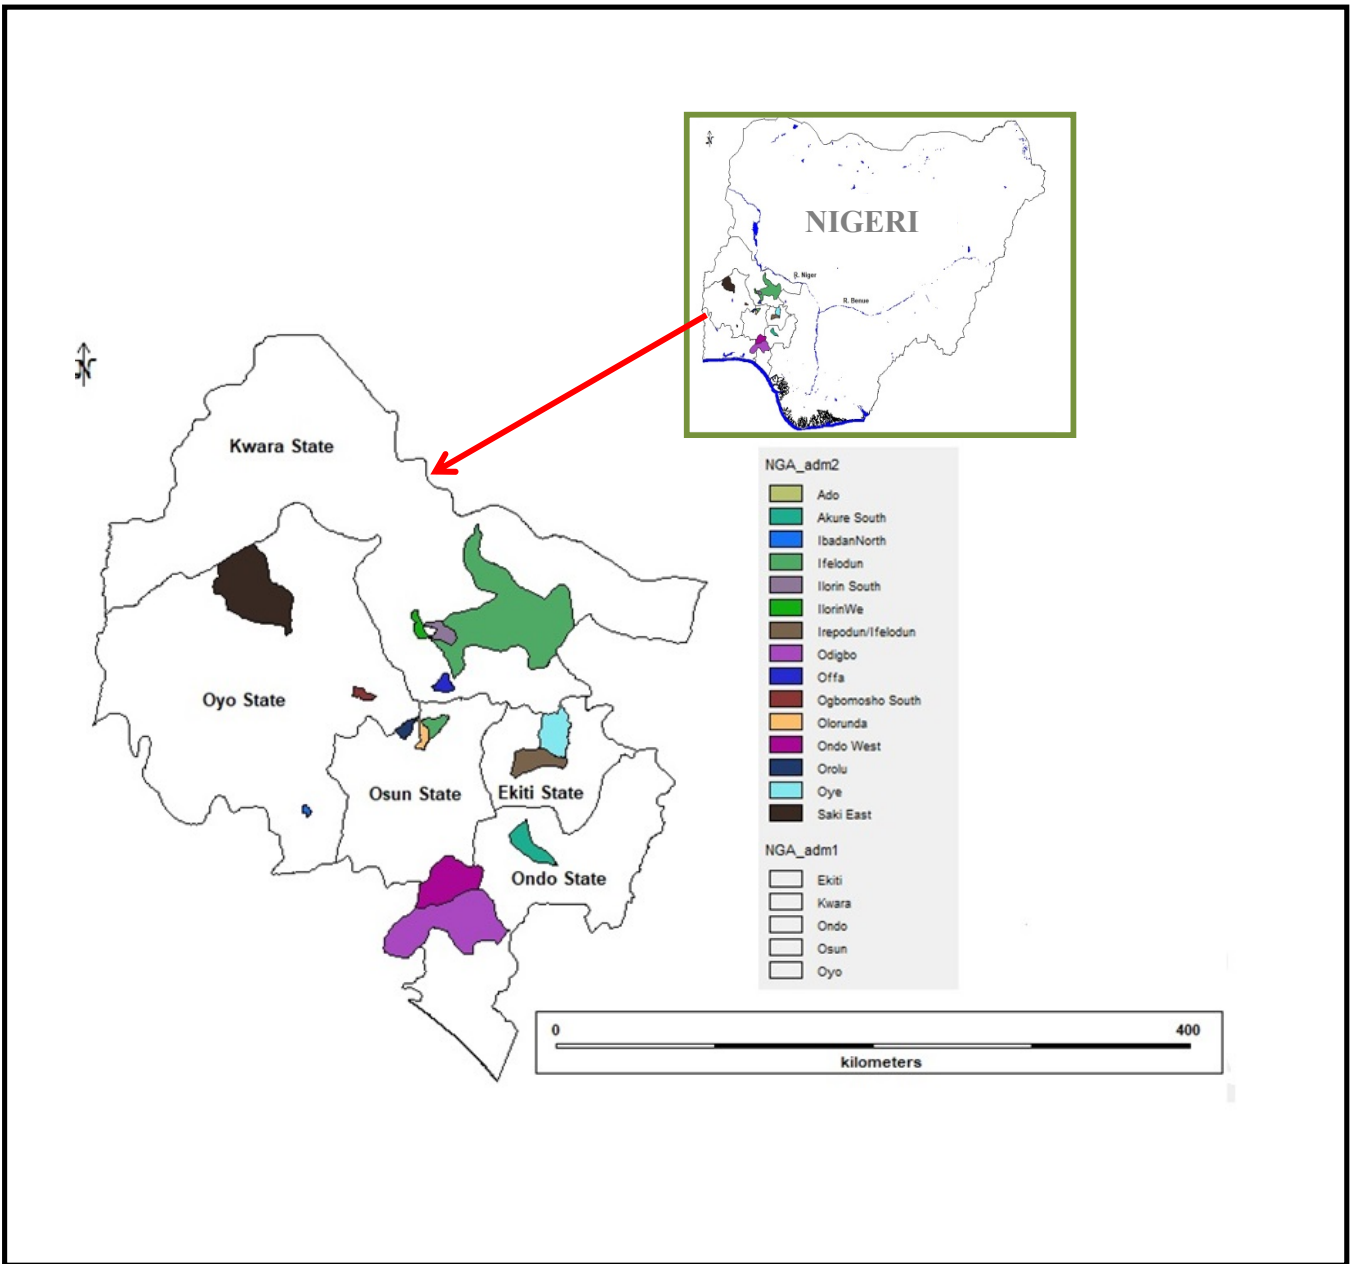 N
NIGERI
R. Niger
R. Benue
N
Kwara State
Oyo State
Osun State
Ekiti State
Ondo State
NGA_adm2
Ado
Akure South
IbadanNorth
Ifelodun
Ilorin South
IlorinWe
Irepodun/Ifelodun
Odigbo
Offa
Ogbomosho South
Olorunda
Ondo West
Orolu
Oye
Saki East
NGA_adm1
Ekiti
Kwara
Ondo
Osun
Oyo
0 400
kilometers